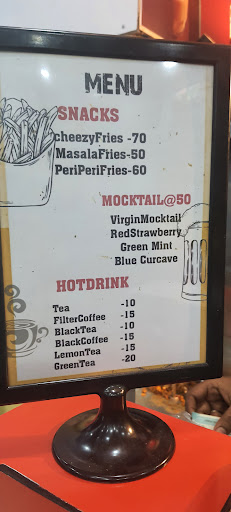 MENU
SNACKS
cheezyFries -70
MasalaFries-50
PeriPeriFries-60
MOCKTAIL@50
VirginMocktail
RedStrawberry
Green Mint
Blue Curcave
HOTDRINK
Tea -10
FilterCoffee -15
BlackTea -10
BlackCoffee -15
LemonTea -15
GreenTea -20